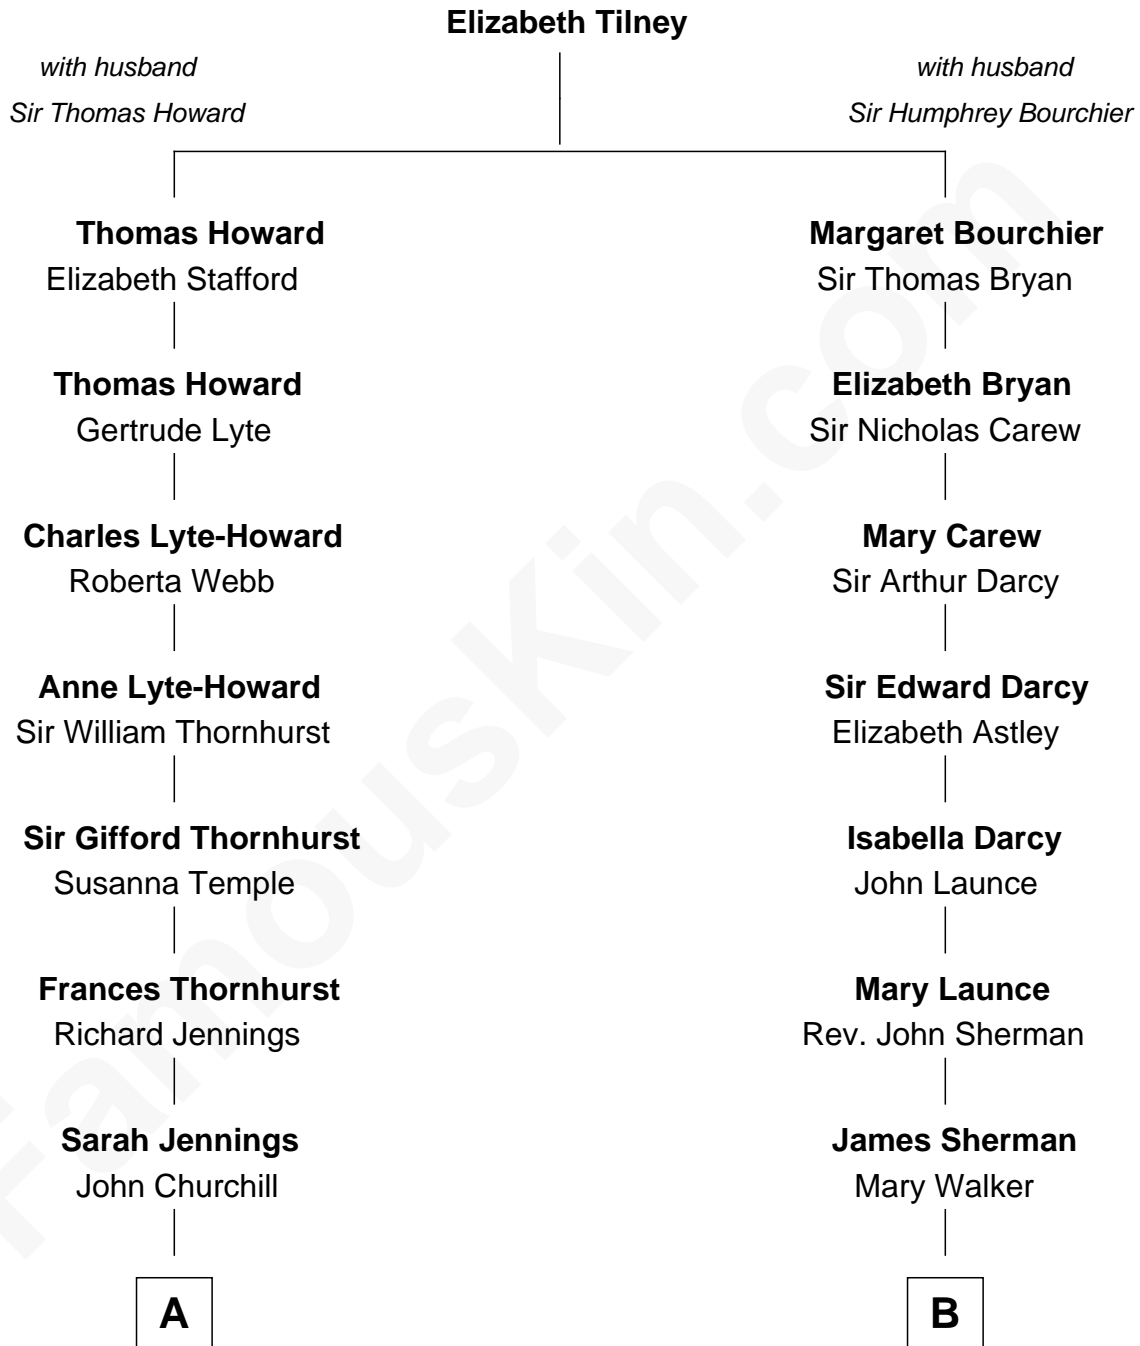 Elizabeth Tilney
with husband
Sir Thomas Howard
with husband
Sir Humphrey Bourchier
Thomas Howard
Elizabeth Stafford
Margaret Bourchier
Sir Thomas Bryan
Thomas Howard
Gertrude Lyte
Elizabeth Bryan
Sir Nicholas Carew
Charles Lyte-Howard
Roberta Webb
Mary Carew
Sir Arthur Darcy
Anne Lyte-Howard
Sir William Thornhurst
Sir Edward Darcy
Elizabeth Astley
Sir Gifford Thornhurst
Susanna Temple
Isabella Darcy
John Launce
Frances Thornhurst
Richard Jennings
Mary Launce
Rev. John Sherman
Sarah Jennings
John Churchill
James Sherman
Mary Walker
A
B
FamousKin.com